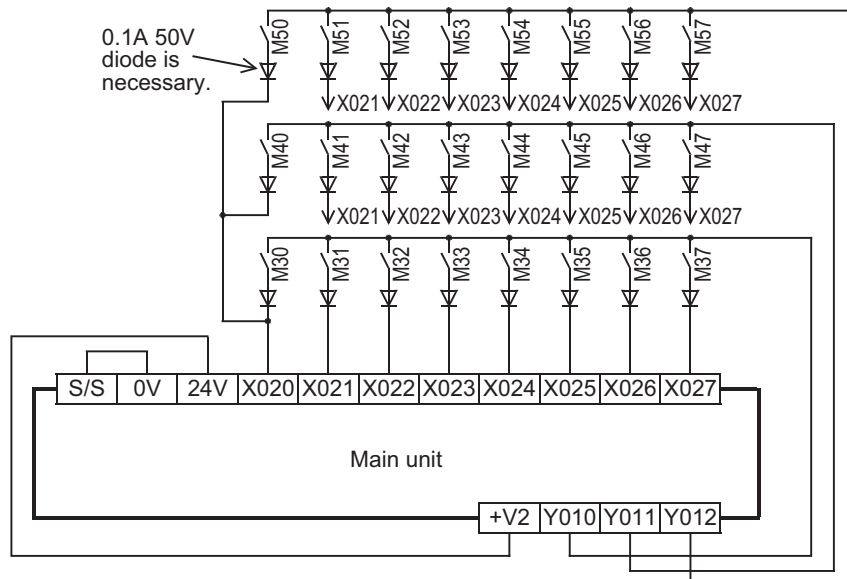 M50 M51 M52 M53 M54 M55 M56 M57
0.1A 50V
diode is
necessary.
X021 X022 X023 X024 X025 X026 X027
M40 M41 M42 M43 M44 M45 M46 M47
X021 X022 X023 X024 X025 X026 X027
M30 M31 M32 M33 M34 M35 M36 M37
S/S 0V 24V X020 X021 X022 X023 X024 X025 X026 X027
Main unit
+V2 Y010 Y011 Y012